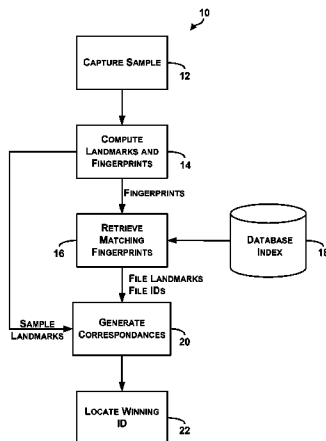 10
CAPTURE SAMPLE
12
COMPUTE
LANDMARKS AND
FINGERPRINTS
14
FINGERPRINTS
RETRIEVE
MATCHING
FINGERPRINTS
16
DATABASE
INDEX
18
FILE LANDMARKS
FILE IDS
SAMPLE
LANDMARKS
GENERATE
CORRESPONDANCES
20
LOCATE WINNING
ID
22